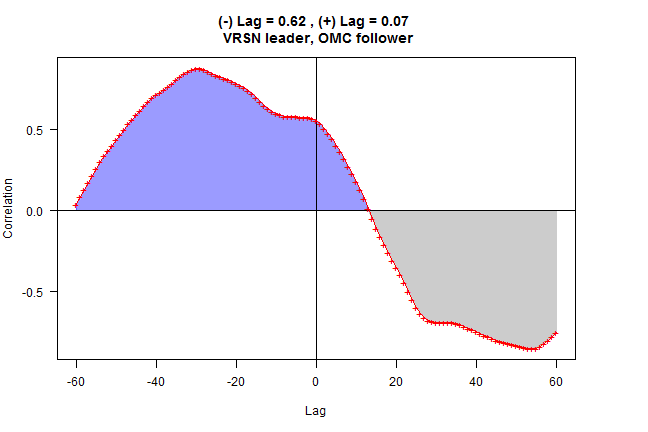 (-) Lag = 0.62 , (+) Lag = 0.07
VRSN leader, OMC follower
Correlation
0.5
0.0
-0.5
-60 -40 -20 0 20 40 60
Lag